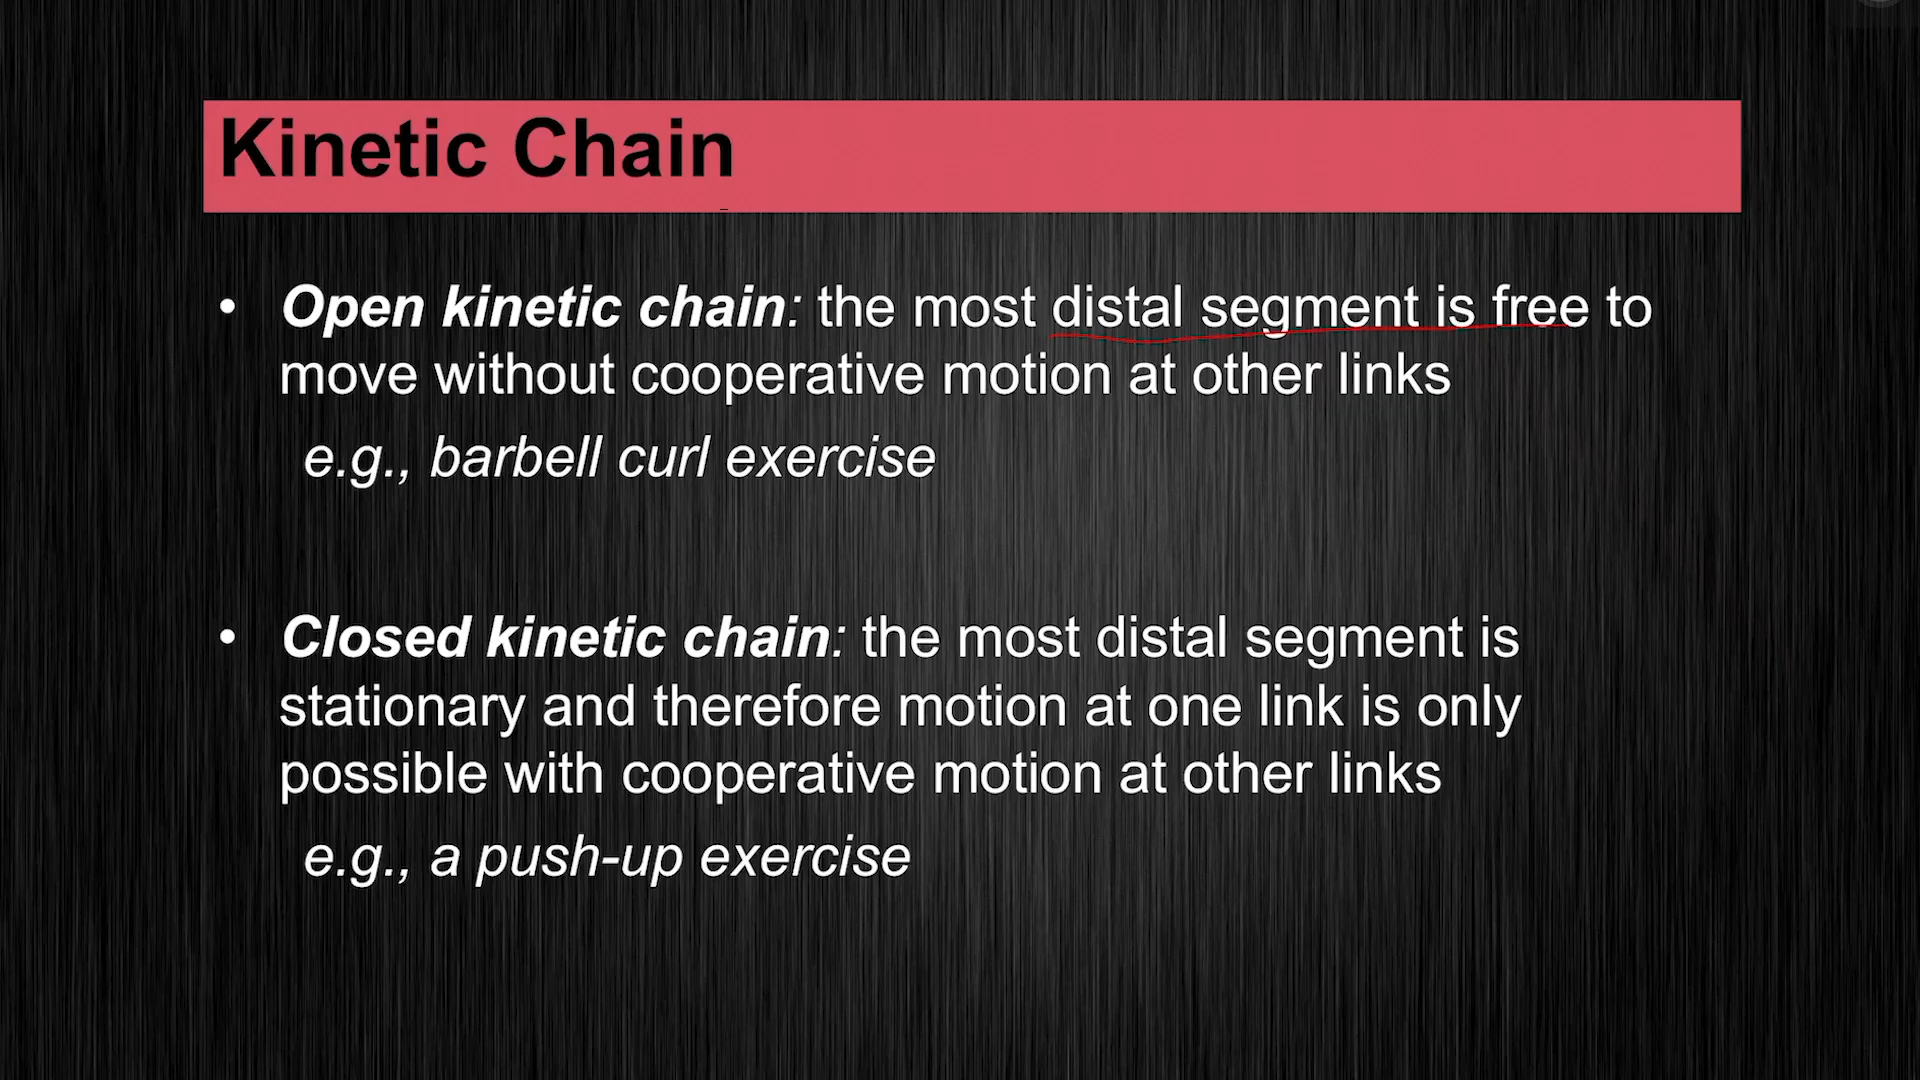 Kinetic Chain
• Open kinetic chain: the most distal segment is free to
move without cooperative motion at other links
e.g., barbell curl exercise
• Closed kinetic chain: the most distal segment is
stationary and therefore motion at one link is only
possible with cooperative motion at other links
e.g., a push-up exercise